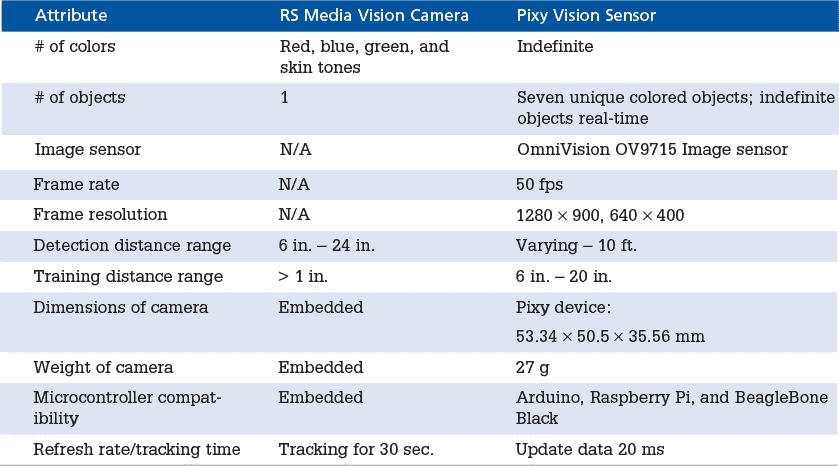 Attribute RS Media Vision Camera Pixy Vision Sensor
# of colors Red, blue, green, and Indefinite
skin tones
# of objects 1 Seven unique colored objects; indefinite
objects real-time
Image sensor N/A OmniVision OV9715 Image sensor
Frame rate N/A 50 fps
Frame resolution N/A 1280 × 900, 640 × 400
Detection distance range 6 in. – 24 in. Varying – 10 ft.
Training distance range > 1 in. 6 in. – 20 in.
Dimensions of camera Embedded Pixy device:
53.34 × 50.5 × 35.56 mm
Weight of camera Embedded 27 g
Microcontroller compat- Embedded Arduino, Raspberry Pi, and BeagleBone
ibility Black
Refresh rate/tracking time Tracking for 30 sec. Update data 20 ms